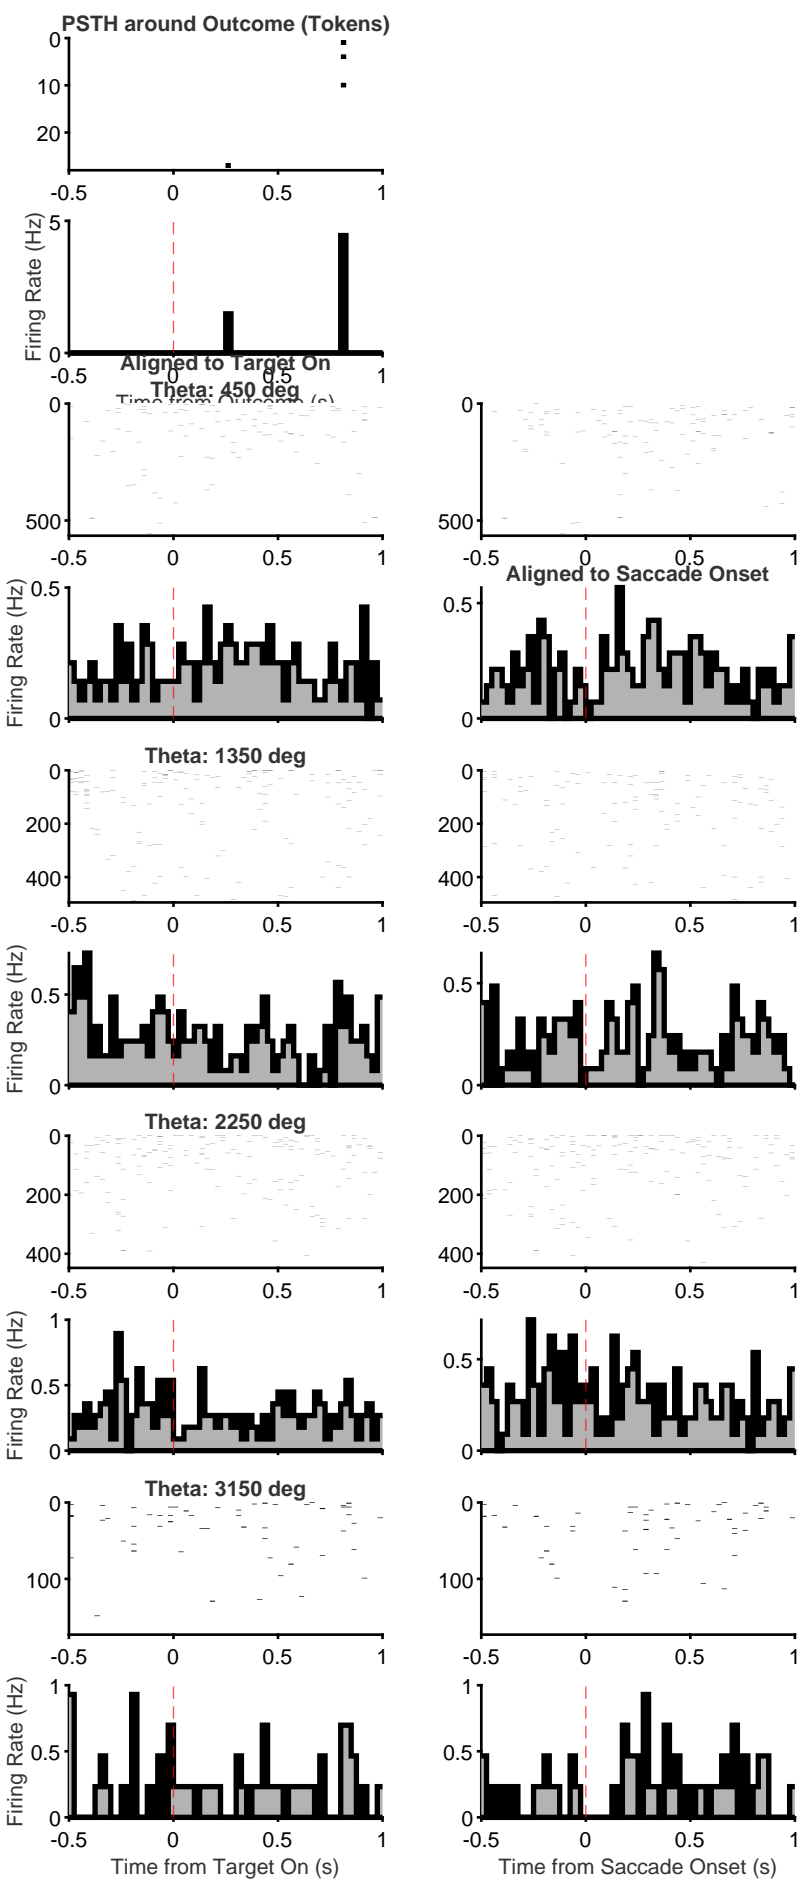 PSTH around Outcome (Tokens)
0
10
20
-0.5 0 0.5 1
Firing Rate (Hz)
5
0
-0.5 0 0.5 1
Time from Outcome (s)
Aligned to Target On
Theta: 450 deg
0
500
-0.5 0 0.5 1
0
500
-0.5 0 0.5 1
Firing Rate (Hz)
0.5
0
Aligned to Saccade Onset
0.5
0
Theta: 1350 deg
0
200
400
-0.5 0 0.5 1
0
200
400
-0.5 0 0.5 1
Firing Rate (Hz)
0.5
0
0.5
0
Theta: 2250 deg
0
200
400
-0.5 0 0.5 1
0
200
400
-0.5 0 0.5 1
Firing Rate (Hz)
1
0.5
0
0.5
0
Theta: 3150 deg
0
100
-0.5 0 0.5 1
0
100
-0.5 0 0.5 1
Firing Rate (Hz)
1
0.5
0
-0.5 0 0.5 1
Time from Target On (s)
1
0.5
0
-0.5 0 0.5 1
Time from Saccade Onset (s)